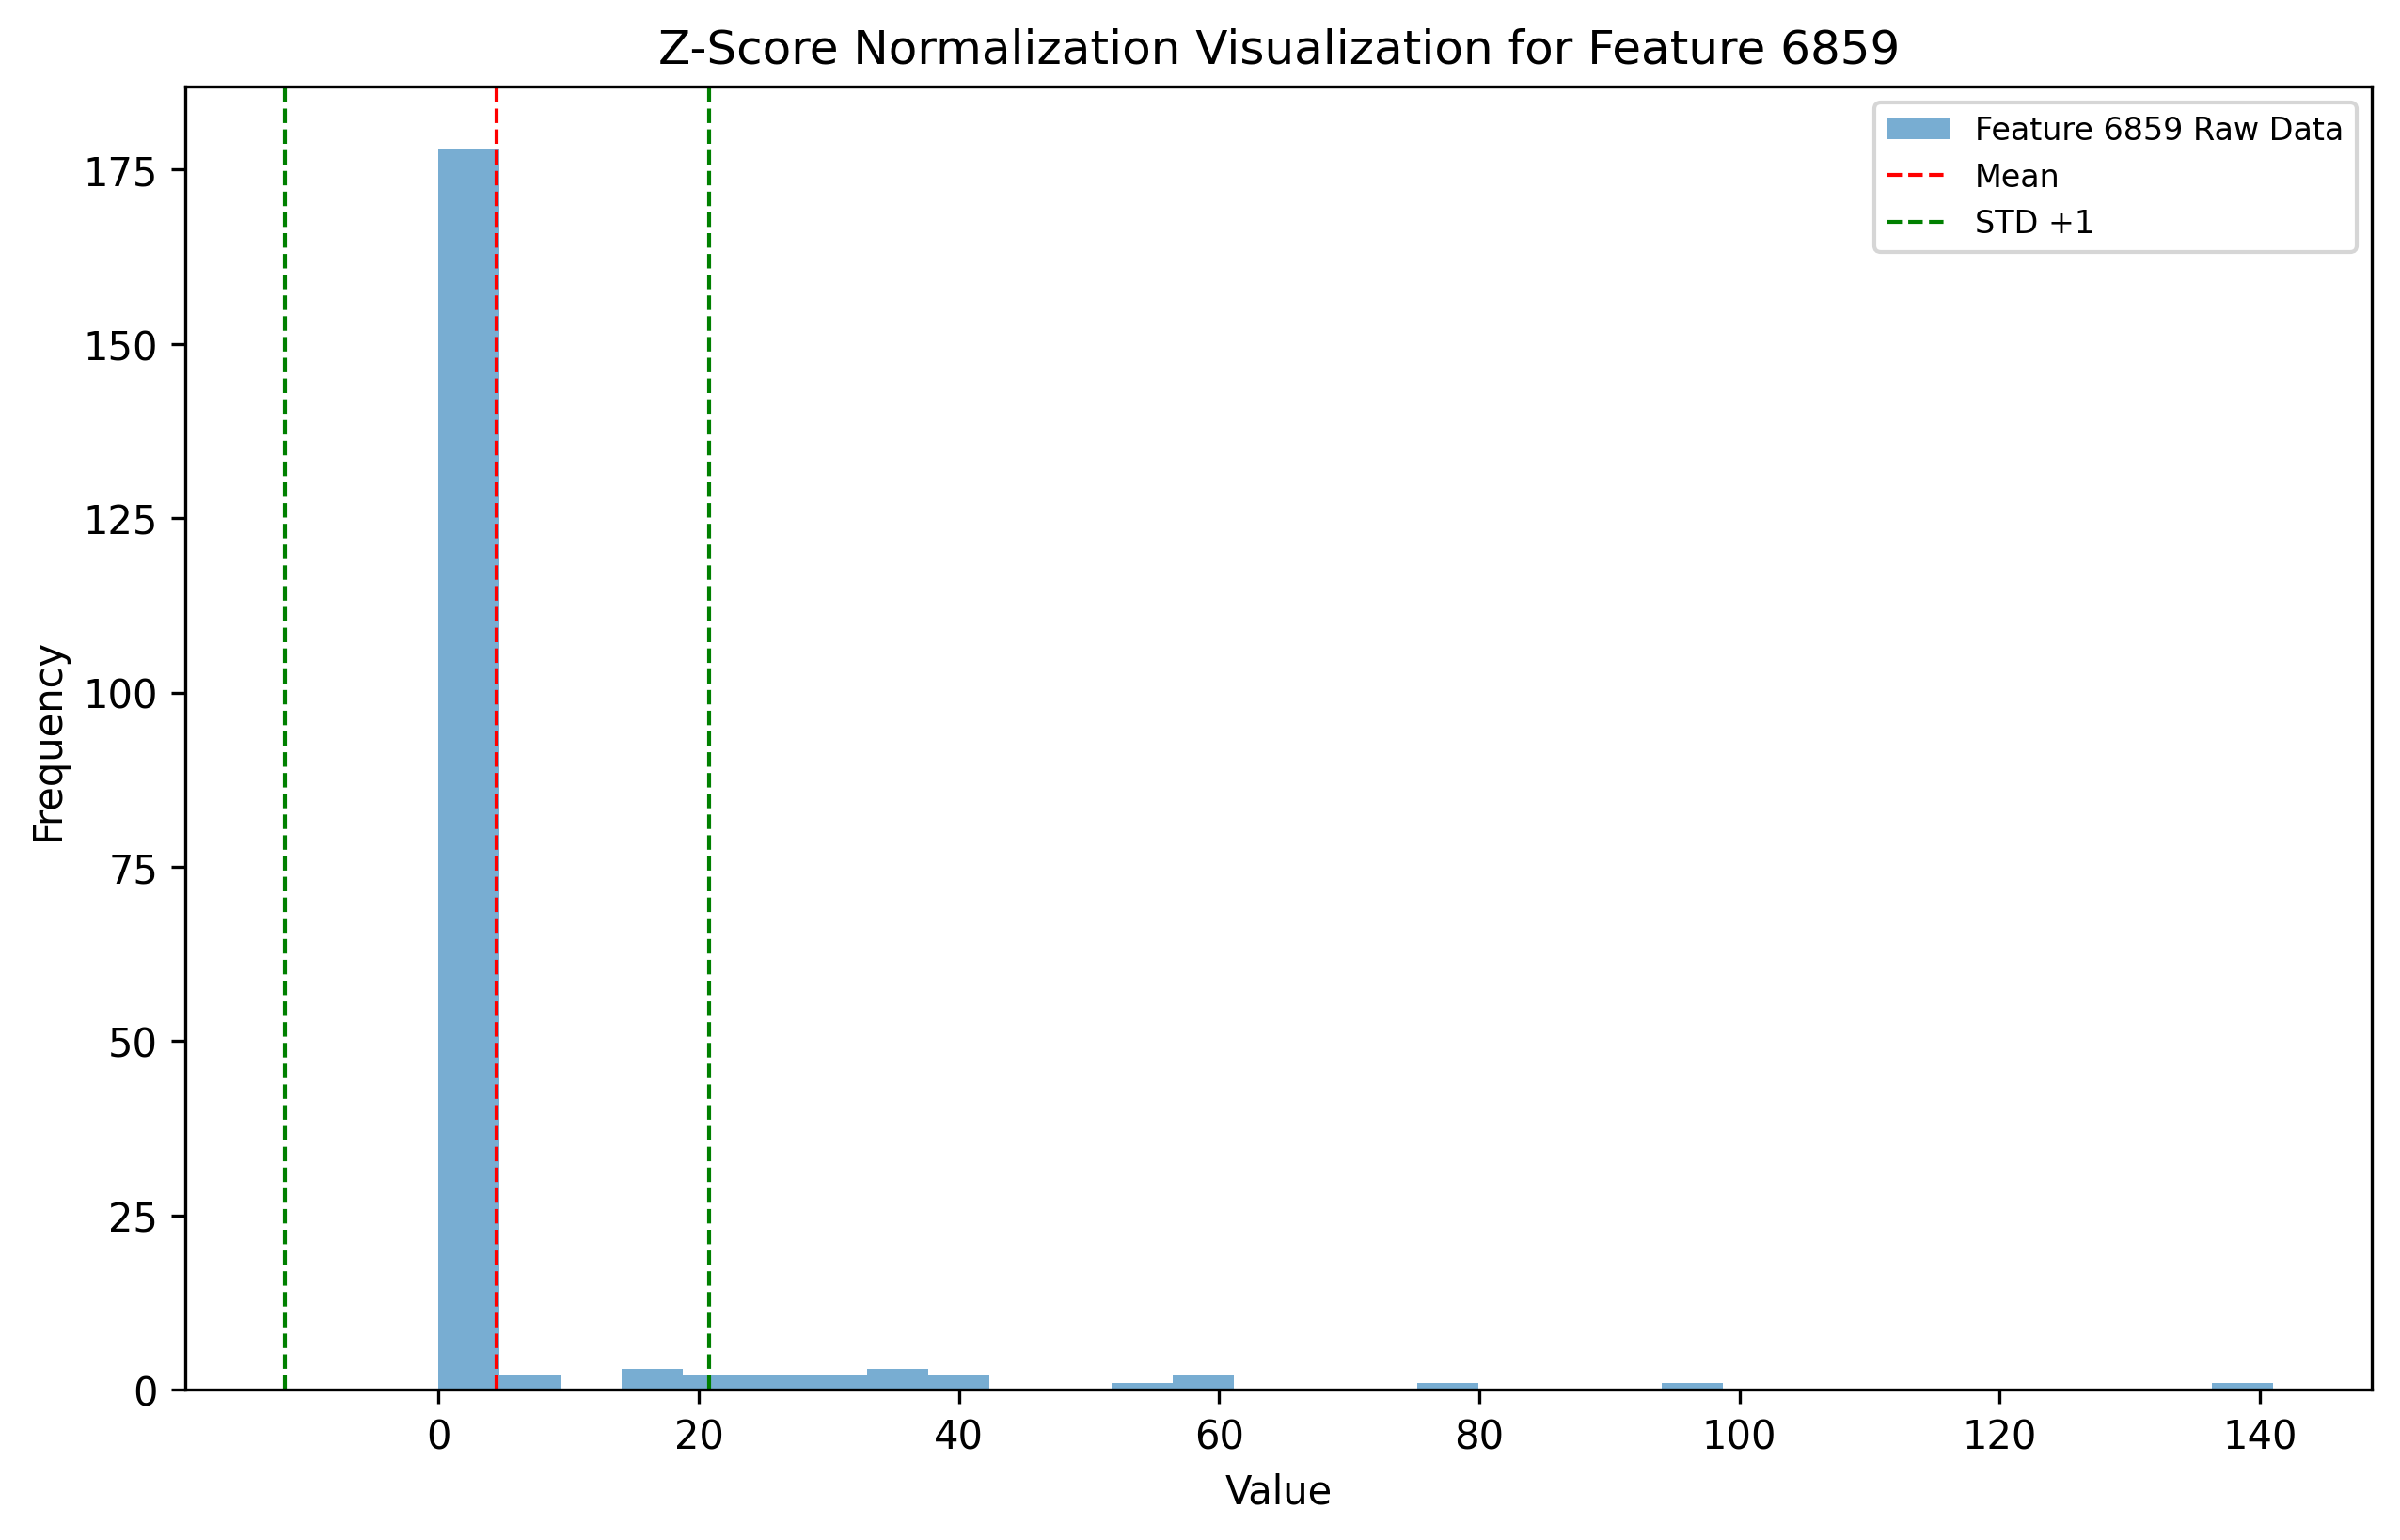 Z-Score Normalization Visualization for Feature 6859
Feature 6859 Raw Data
Mean
STD +1
175
150
125
100
75
50
25
0
Frequency
0 20 40 60 80 100 120 140
Value